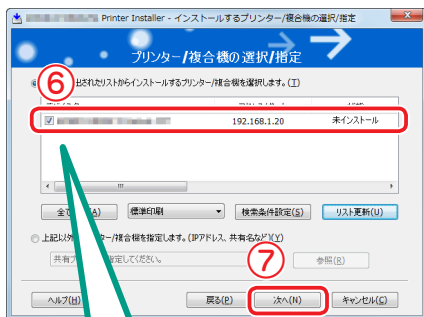 Printer Installer - インストールするプリンター/複合機の選択/指定
プリンター/複合機の選択/指定
⑥
出されたリストからインストールするプリンター/複合機を選択します。(T)
192.168.1.20 未インストール
標準印刷 検索条件設定(S) リスト更新(U)
ター/複合機を指定します。(IPアドレス、共有名など)(Y)
⑦
指定してください。 参照(R)
ヘルプ(H) 戻る(P) 次へ(N) キャンセル(C)